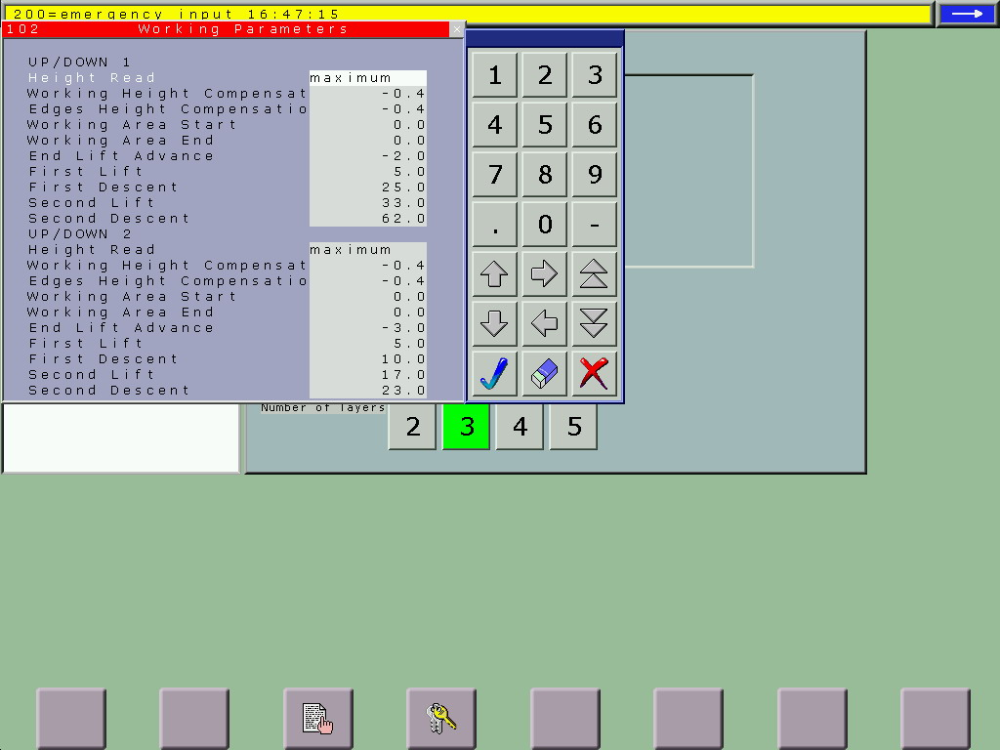 200=emergency input 16:47:15
102 Working Parameters ×
UP/DOWN 1
Height Read maximum
Working Height Compensat -0.4
Edges Height Compensatio -0.4
Working Area Start 0.0
Working Area End 0.0
End Lift Advance -2.0
First Lift 5.0
First Descent 25.0
Second Lift 33.0
Second Descent 62.0
UP/DOWN 2
Height Read maximum
Working Height Compensat -0.4
Edges Height Compensatio -0.4
Working Area Start 0.0
Working Area End 0.0
End Lift Advance -3.0
First Lift 5.0
First Descent 10.0
Second Lift 17.0
Second Descent 23.0
1 2 3
4 5 6
7 8 9
. 0 -
Number of layers 2 3 4 5